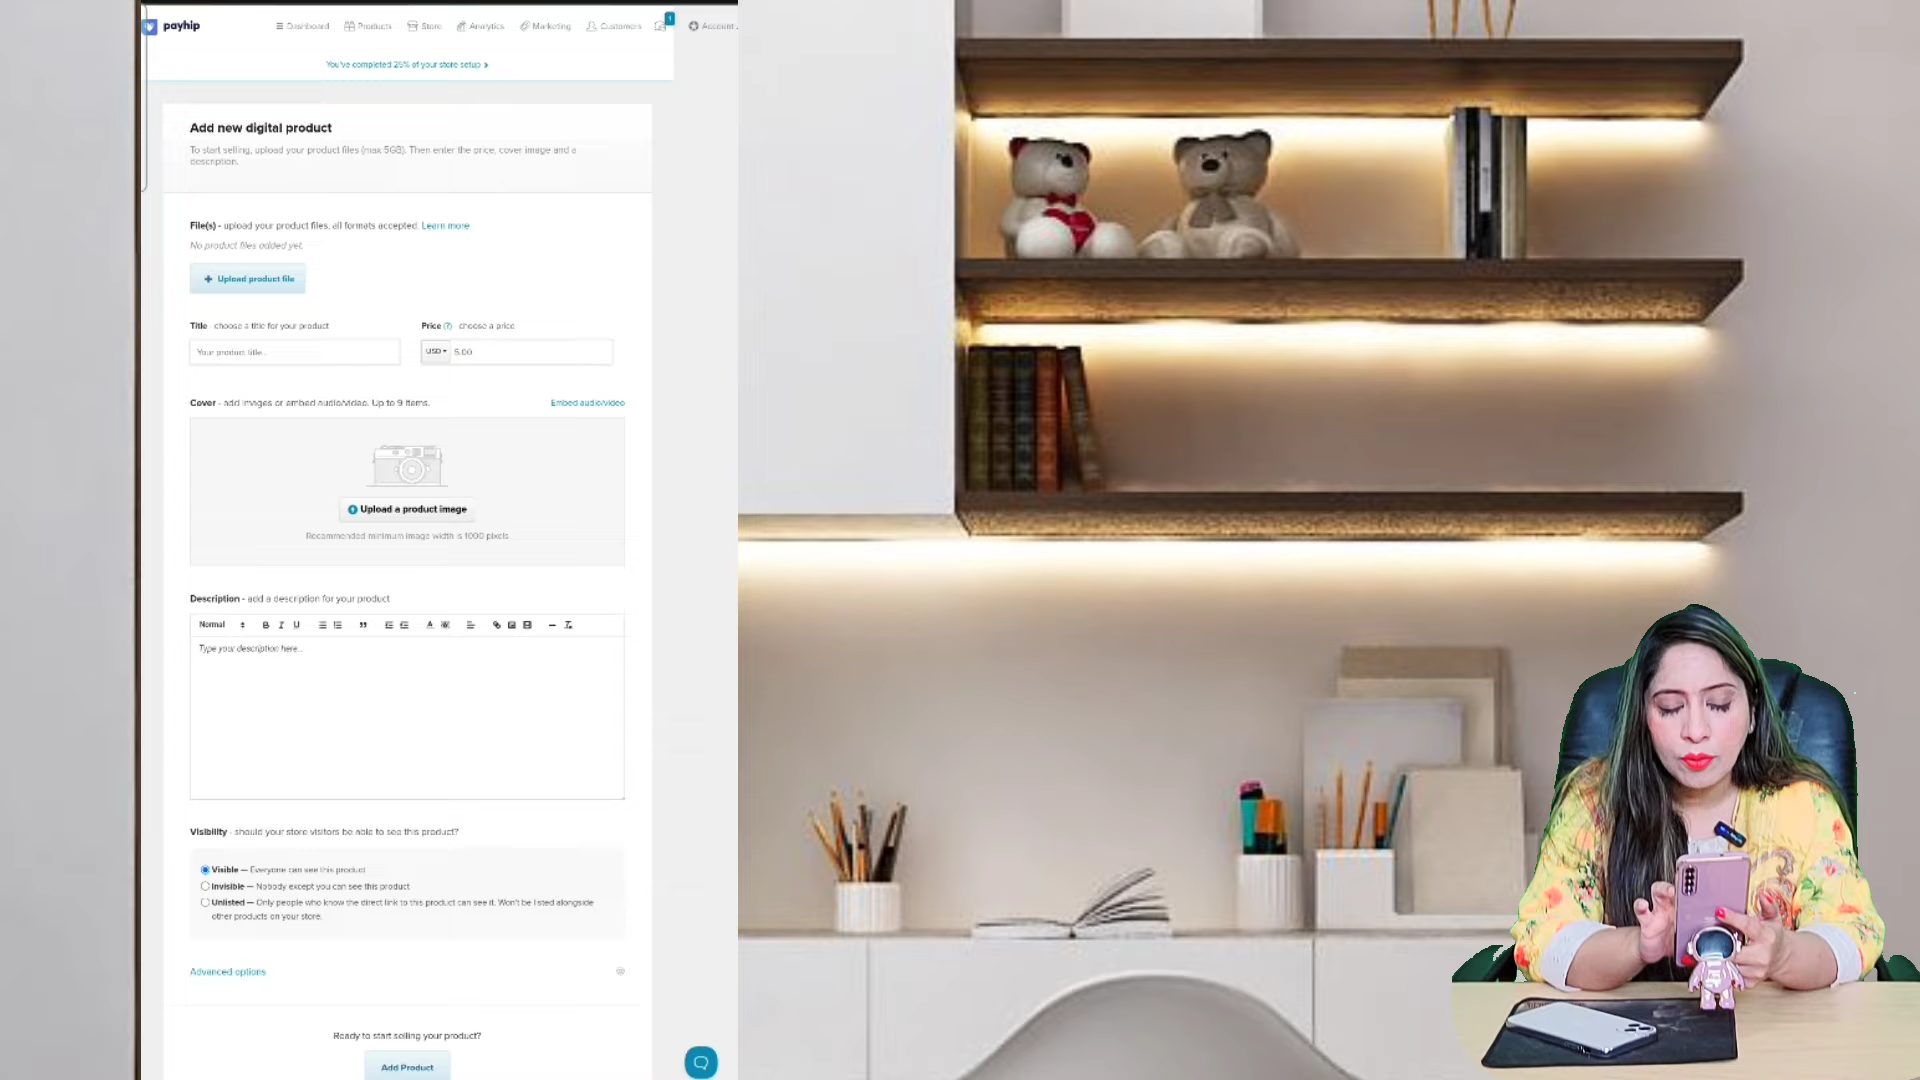 payhip
Dashboard Products Store Analytics Marketing Customers 1 Account
You've completed 25% of your store setup >
Add new digital product
To start selling, upload your product files (max 5GB). Then enter the price, cover image and a
description.
File(s) - upload your product files, all formats accepted. Learn more
No product files added yet.
+ Upload product file
Title - choose a title for your product
Price (?) choose a price
Your product title...
USD 5.00
Cover - add images or embed audio/video. Up to 9 items.
Embed audio/video
Upload a product image
Recommended minimum image width is 1000 pixels
Description - add a description for your product
Normal B I U
Type your description here...
Visibility - should your store visitors be able to see this product?
Visible — Everyone can see this product
Invisible — Nobody except you can see this product
Unlisted — Only people who know the direct link to this product can see it. Won't be listed alongside
other products on your store.
Advanced options
Ready to start selling your product?
Add Product